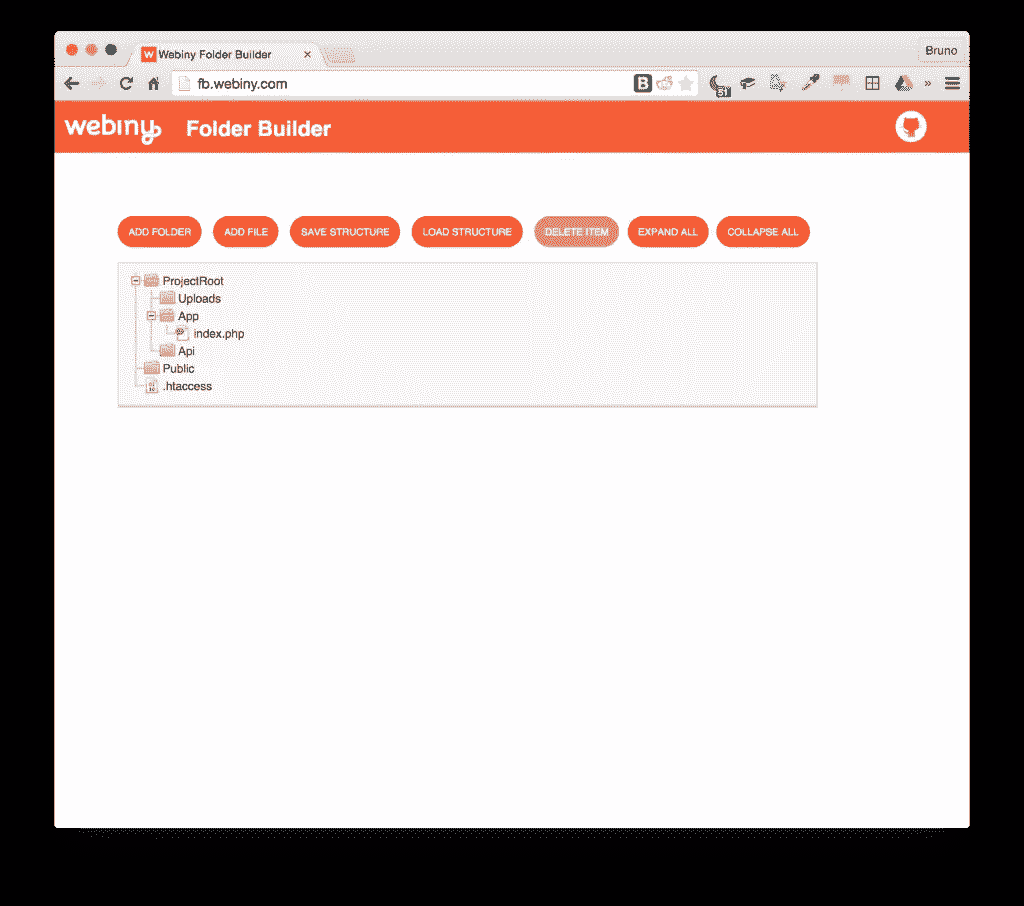 Webiny Folder Builder
Bruno
fb.webiny.com
B
51
webiny Folder Builder
ADD FOLDER ADD FILE SAVE STRUCTURE LOAD STRUCTURE DELETE ITEM EXPAND ALL COLLAPSE ALL
ProjectRoot
Uploads
App
index.php
Api
Public
.htaccess